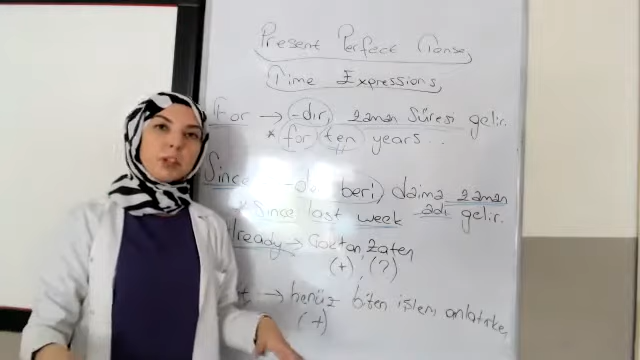 Present Perfect Tense
Time Expressions
For → -dır, zaman süresi gelir.
* for ten years..
Since -den beri, daima zaman
* Since last week adı gelir.
Already → Çoktan, zaten
(+), (?)
→ henüz biten işlem anlatırken
(+)